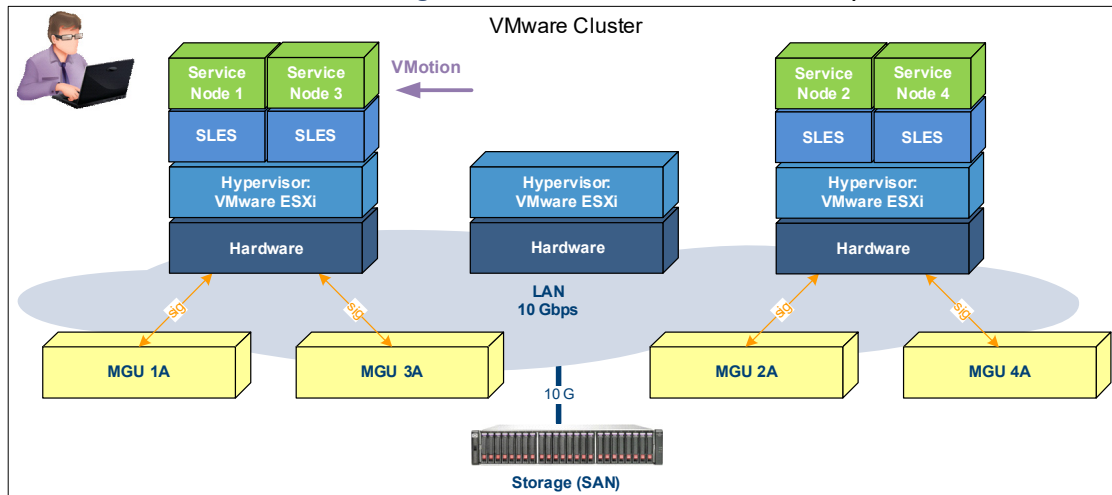 VMware Cluster
Service
Node 1
Service
Node 3
VMotion
Service
Node 2
Service
Node 4
SLES
SLES
SLES
SLES
Hypervisor:
VMware ESXi
Hypervisor:
VMware ESXi
Hypervisor:
VMware ESXi
Hardware
Hardware
Hardware
LAN
10 Gbps
sig
sig
sig
sig
MGU 1A
MGU 3A
MGU 2A
MGU 4A
10 G
Storage (SAN)